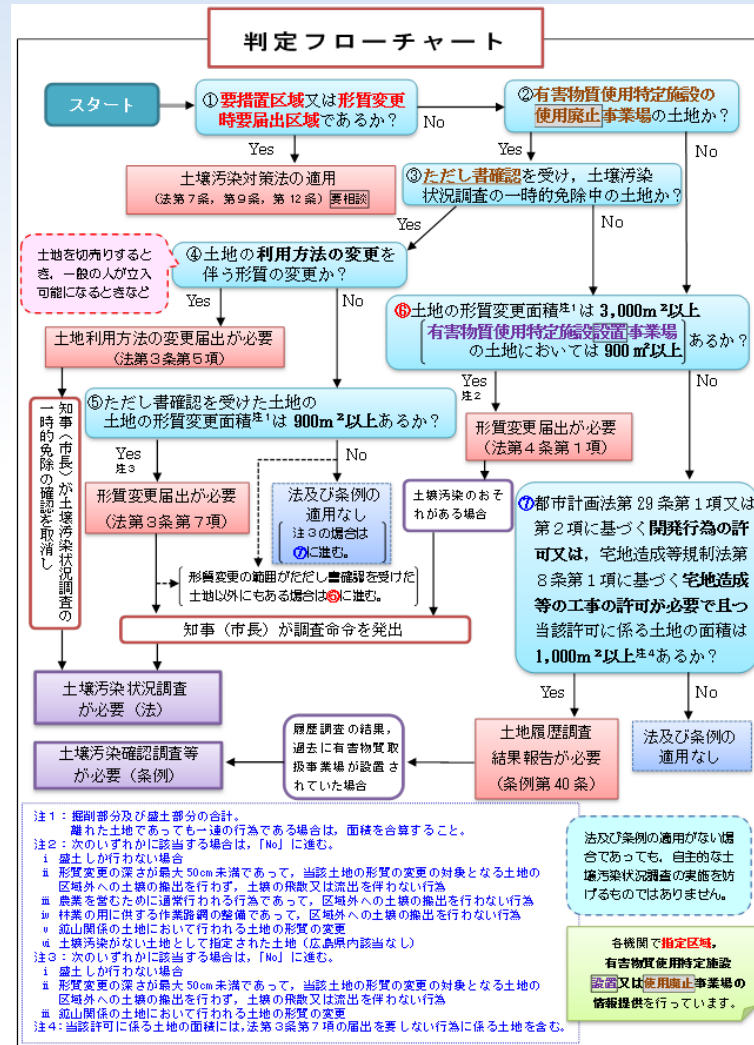 判定フローチャート
スタート
①要措置区域又は形質変更
時要届出区域であるか？
No
②有害物質使用特定施設の
使用廃止事業場の土地か？
Yes
Yes
No
土壌汚染対策法の適用
（法第７条，第９条，第１２条）要相談
③ただし書確認を受け，土壌汚染
状況調査の一時的免除中の土地か？
Yes
No
土地を切売りすると
き，一般の人が立入
可能になるときなど
④土地の利用方法の変更を
伴う形質の変更か？
Yes
No
⑥土地の形質変更面積注１は 3,000m²以上
有害物質使用特定施設設置事業場
の土地においては 900㎡以上
あるか？
土地利用方法の変更届出が必要
（法第３条第５項）
Yes
注２
No
⑤ただし書確認を受けた土地の
土地の形質変更面積注１は 900m²以上あるか？
形質変更届出が必要
（法第４条第１項）
知事（市長）が土壌汚染状況調査の
一時的免除の確認を取消し
Yes
注３
No
形質変更届出が必要
（法第３条第７項）
法及び条例の
適用なし
注３の場合は
⑦に進む。
土壌汚染のおそ
れがある場合
⑦都市計画法第 29 条第１項又は
第２項に基づく開発行為の許
可又は，宅地造成等規制法第
８条第１項に基づく宅地造成
等の工事の許可が必要で且つ
当該許可に係る土地の面積は
1,000m²以上注４あるか？
形質変更の範囲がただし書確認を受けた
土地以外にもある場合は⑥に進む。
知事（市長）が調査命令を発出
土壌汚染状況調査
が必要（法）
Yes
No
土壌汚染確認調査等
が必要（条例）
履歴調査の結果，
過去に有害物質取
扱事業場が設置さ
れていた場合
土地履歴調査
結果報告が必要
（条例第 40 条）
法及び条例の
適用なし
注１：掘削部分及び盛土部分の合計。
離れた土地であっても一連の行為である場合は，面積を合算すること。
注２：次のいずれかに該当する場合は，「No」に進む。
ⅰ 盛土しか行わない場合
ⅱ 形質変更の深さが最大 50cm 未満であって，当該土地の形質の変更の対象となる土地の
区域外への土壌の搬出を行わず，土壌の飛散又は流出を伴わない行為
ⅲ 農業を営むために通常行われる行為であって，区域外への土壌の搬出を行わない行為
ⅳ 林業の用に供する作業路網の整備であって，区域外への土壌の搬出を行わない行為
ⅴ 鉱山関係の土地において行われる土地の形質の変更
ⅵ 土壌汚染がない土地として指定された土地（広島県内該当なし）
注３：次のいずれかに該当する場合は，「No」に進む。
ⅰ 盛土しか行わない場合
ⅱ 形質変更の深さが最大 50cm 未満であって，当該土地の形質の変更の対象となる土地の
区域外への土壌の搬出を行わず，土壌の飛散又は流出を伴わない行為
ⅲ 鉱山関係の土地において行われる土地の形質の変更
注４：当該許可に係る土地の面積には，法第３条第７項の届出を要しない行為に係る土地を含む。
法及び条例の適用がない場
合であっても，自主的な土
壌汚染状況調査の実施を妨
げるものではありません。
各機関で指定区域，
有害物質使用特定施設
設置又は使用廃止事業場の
情報提供を行っています。